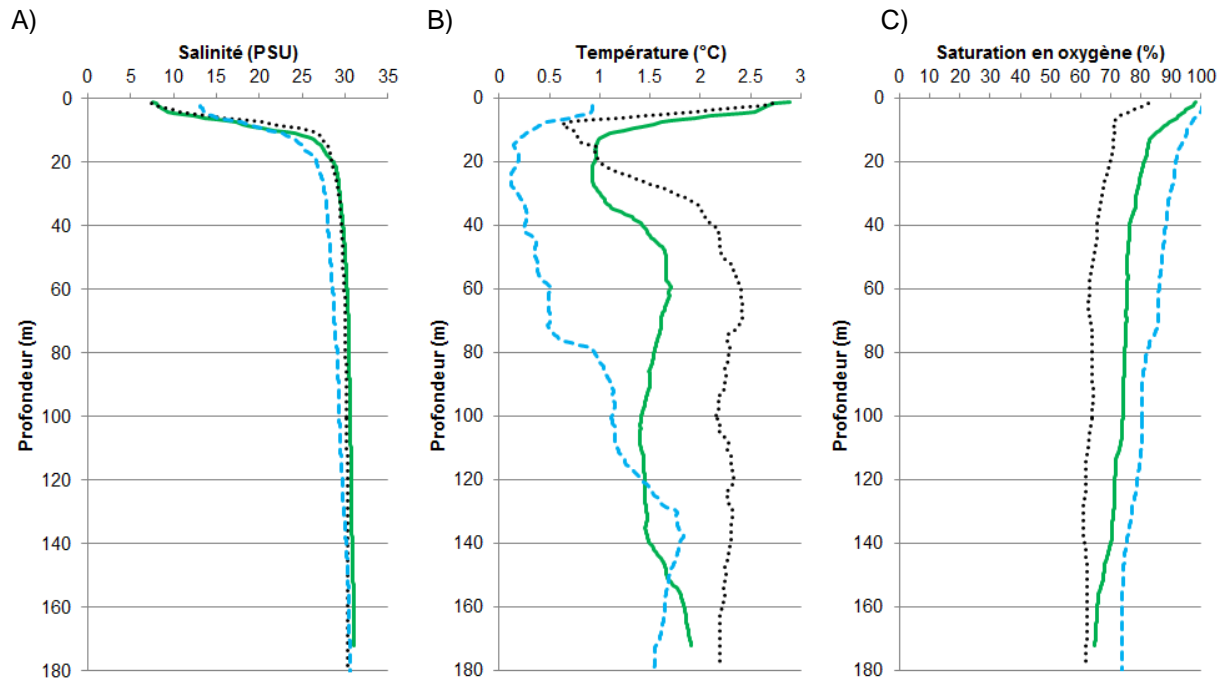 A)
Salinité (PSU)
0 5 10 15 20 25 30 35
0
20
40
60
80
100
120
140
160
180
Profondeur (m)
B)
Température (°C)
0 0.5 1 1.5 2 2.5 3
0
20
40
60
80
100
120
140
160
180
Profondeur (m)
C)
Saturation en oxygène (%)
0 10 20 30 40 50 60 70 80 90 100
0
20
40
60
80
100
120
140
160
180
Profondeur (m)